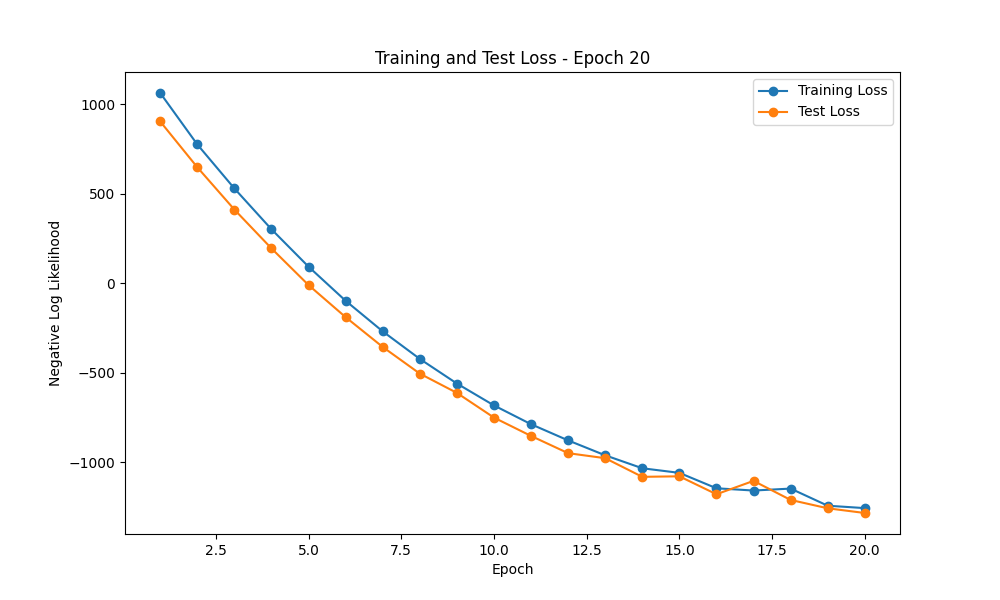 Training and Test Loss - Epoch 20
Training Loss
Test Loss
1000
500
0
−500
−1000
Negative Log Likelihood
2.5 5.0 7.5 10.0 12.5 15.0 17.5 20.0
Epoch